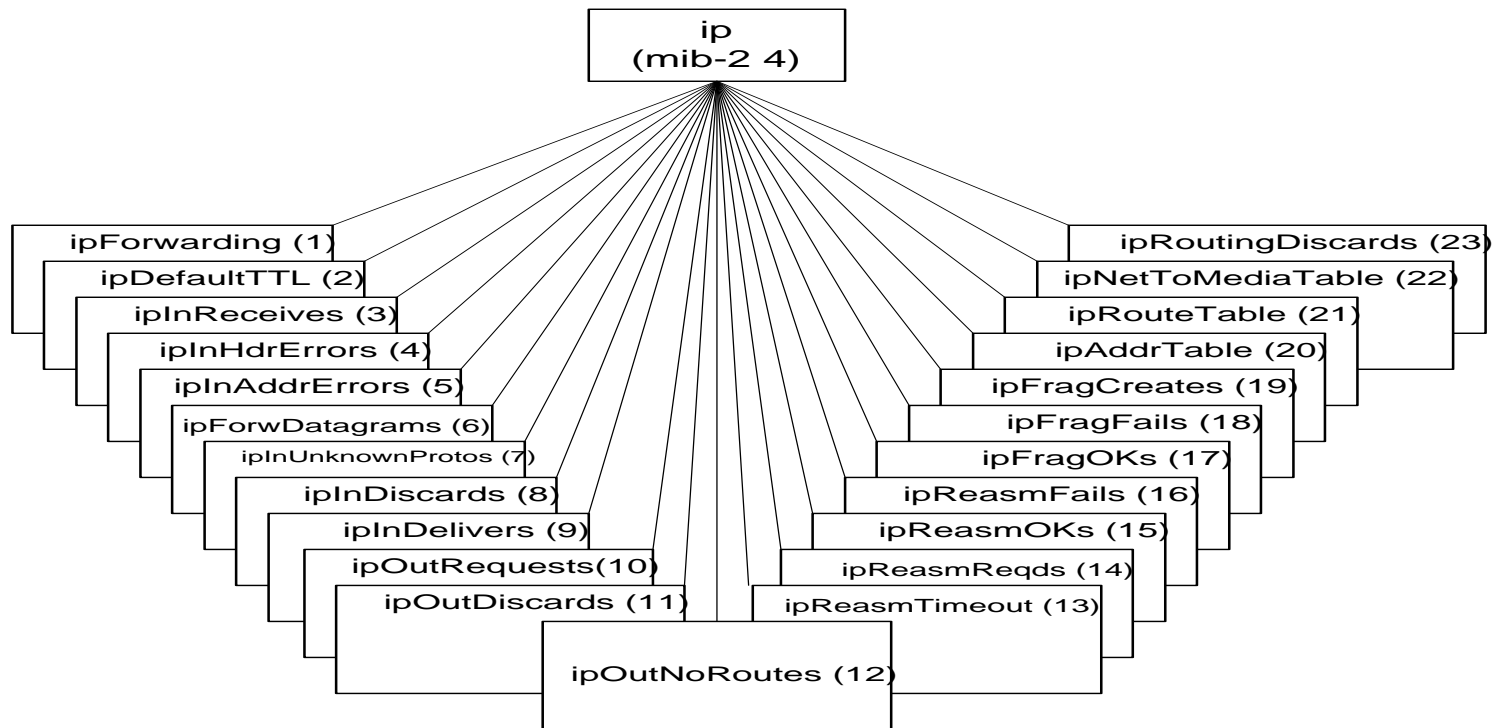 ip
(mib-2 4)
ipForwarding (1)
ipDefaultTTL (2)
ipInReceives (3)
ipInHdrErrors (4)
ipInAddrErrors (5)
ipForwDatagrams (6)
ipInUnknownProtos (7)
ipInDiscards (8)
ipInDelivers (9)
ipOutRequests(10)
ipOutDiscards (11)
ipOutNoRoutes (12)
ipReasmTimeout (13)
ipReasmReqds (14)
ipReasmOKs (15)
ipReasmFails (16)
ipFragOKs (17)
ipFragFails (18)
ipFragCreates (19)
ipAddrTable (20)
ipRouteTable (21)
ipNetToMediaTable (22)
ipRoutingDiscards (23)